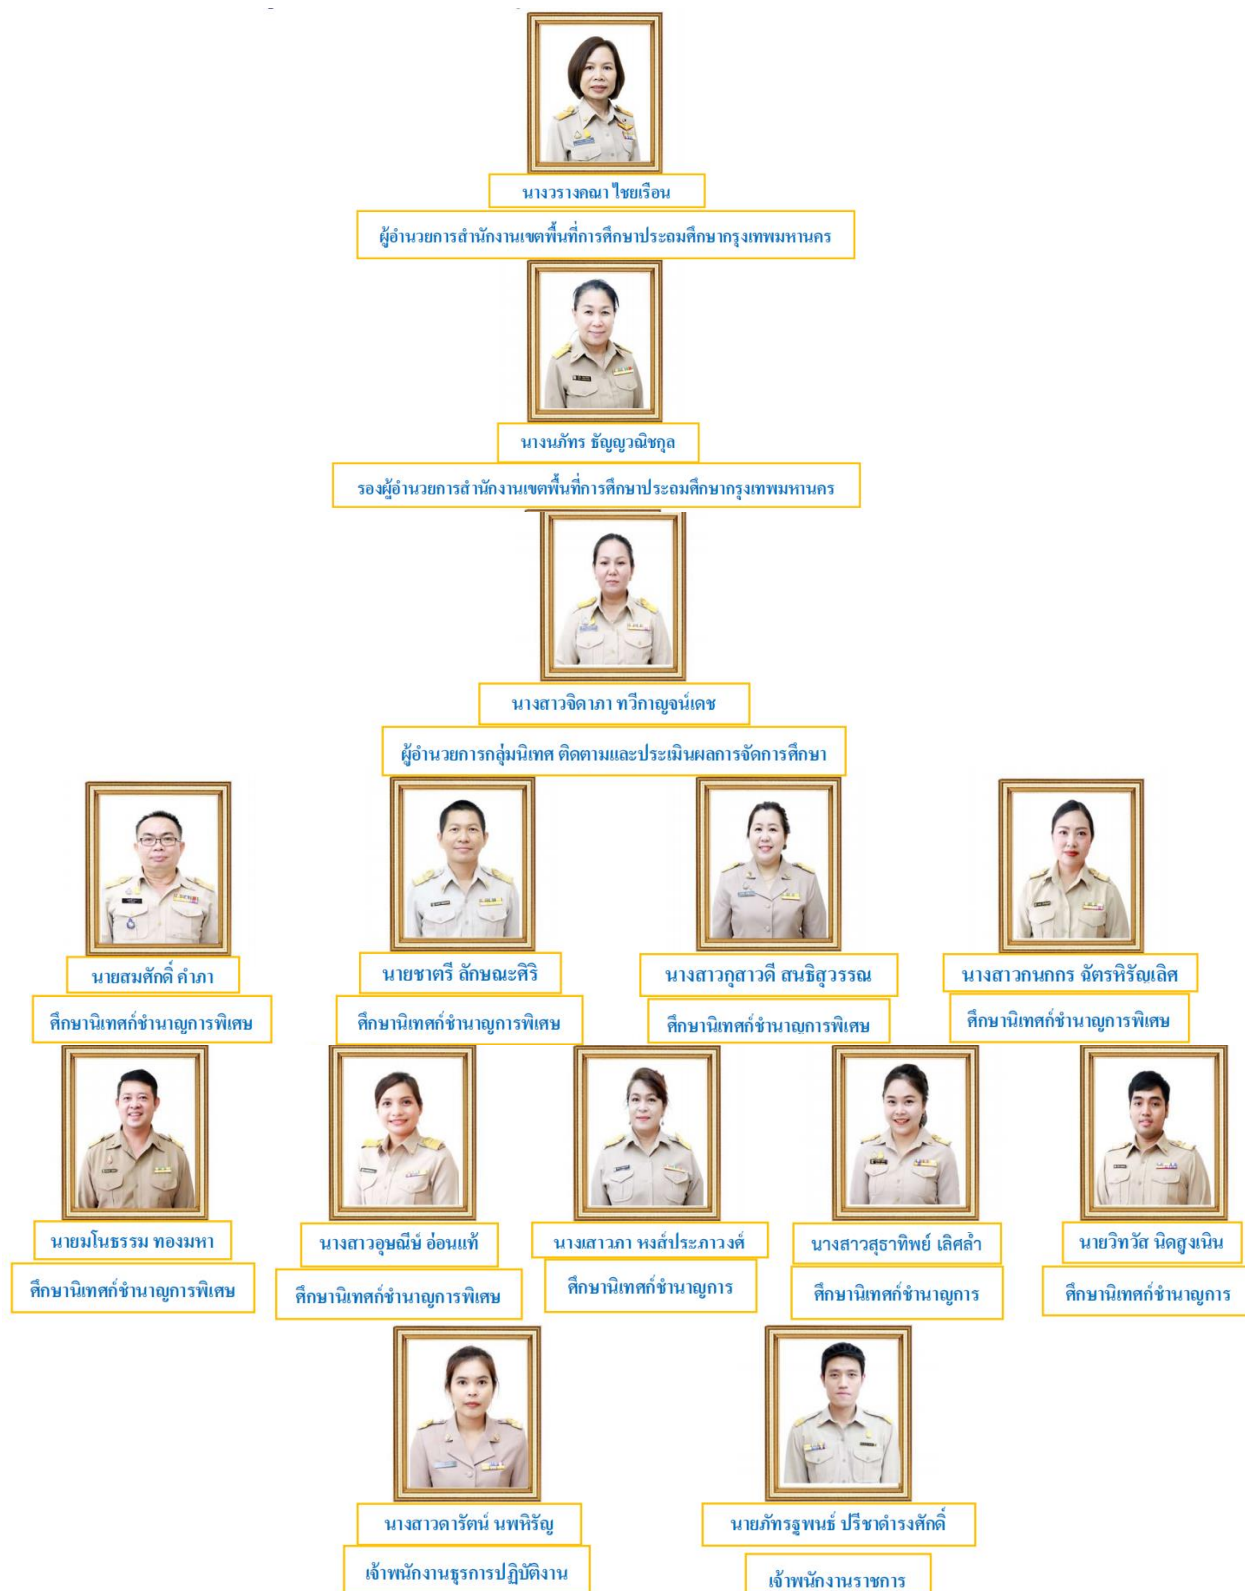 นางวรางคณา ไชยเรือน
ผู้อำนวยการสำนักงานเขตพื้นที่การศึกษาประถมศึกษากรุงเทพมหานคร
นางนภัทร ธัญญวณิชกุล
รองผู้อำนวยการสำนักงานเขตพื้นที่การศึกษาประถมศึกษากรุงเทพมหานคร
นางสาวจิดาภา ทวีกาญจน์เดช
ผู้อำนวยการกลุ่มนิเทศ ติดตามและประเมินผลการจัดการศึกษา
นายสมศักดิ์ คำภา
นายชาตรี ลักษณะศิริ
นางสาวกุสาวดี สนธิสุวรรณ
นางสาวกนกกร ฉัตรหิรัญเลิศ
ศึกษานิเทศก์ชำนาญการพิเศษ
ศึกษานิเทศก์ชำนาญการพิเศษ
ศึกษานิเทศก์ชำนาญการพิเศษ
ศึกษานิเทศก์ชำนาญการพิเศษ
นายมโนธรรม ทองมหา
นางสาวอุษณีษ์ อ่อนแท้
นางเสาวภา หงส์ประภาวงศ์
นางสาวสุธาทิพย์ เลิศล้ำ
นายวิทวัส นิดสูงเนิน
ศึกษานิเทศก์ชำนาญการพิเศษ
ศึกษานิเทศก์ชำนาญการพิเศษ
ศึกษานิเทศก์ชำนาญการ
ศึกษานิเทศก์ชำนาญการ
ศึกษานิเทศก์ชำนาญการ
นางสาวดารัตน์ นพหิรัญ
นายภัทรฐพนธ์ ปรีชาดำรงศักดิ์
เจ้าพนักงานธุรการปฏิบัติงาน
เจ้าพนักงานราชการ